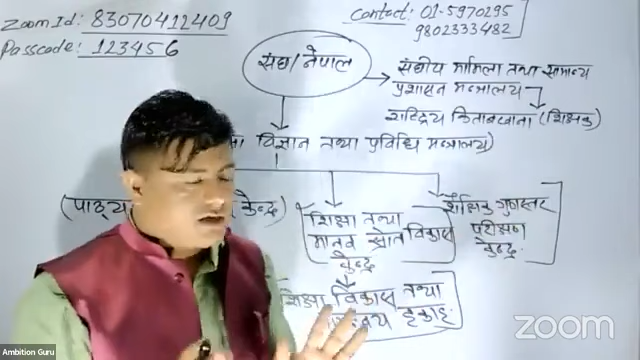 Zoom Id: 83070412409
Passcode: 123456
Contact: 01-5970295
9802333482
संघ/नेपाल
संघीय मामिला तथा सामान्य
प्रशासन मन्त्रालय
राष्ट्रिय किताबखाना (शिक्षक)
विज्ञान तथा प्रविधि मन्त्रालय)
(पाठ्य
केन्द्र)
शिक्षा तथा
मानव स्रोत विकास
केन्द्र
शैक्षिक गुणस्तर
परीक्षण
केन्द्र
शिक्षा विकास तथा
इकाइ
Ambition Guru
zoom